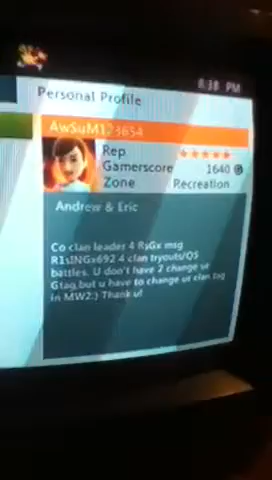 8:38 PM
Personal Profile
AwSuM123654
Rep
Gamerscore 1640 G
Zone Recreation
Andrew & Eric
Co clan leader 4 RµGx msg
R1sINGx692 4 clan tryouts/QS
battles. U don't have 2 change ur
Gtag,but u have to change ur clan tag
in MW2:) Thank u!